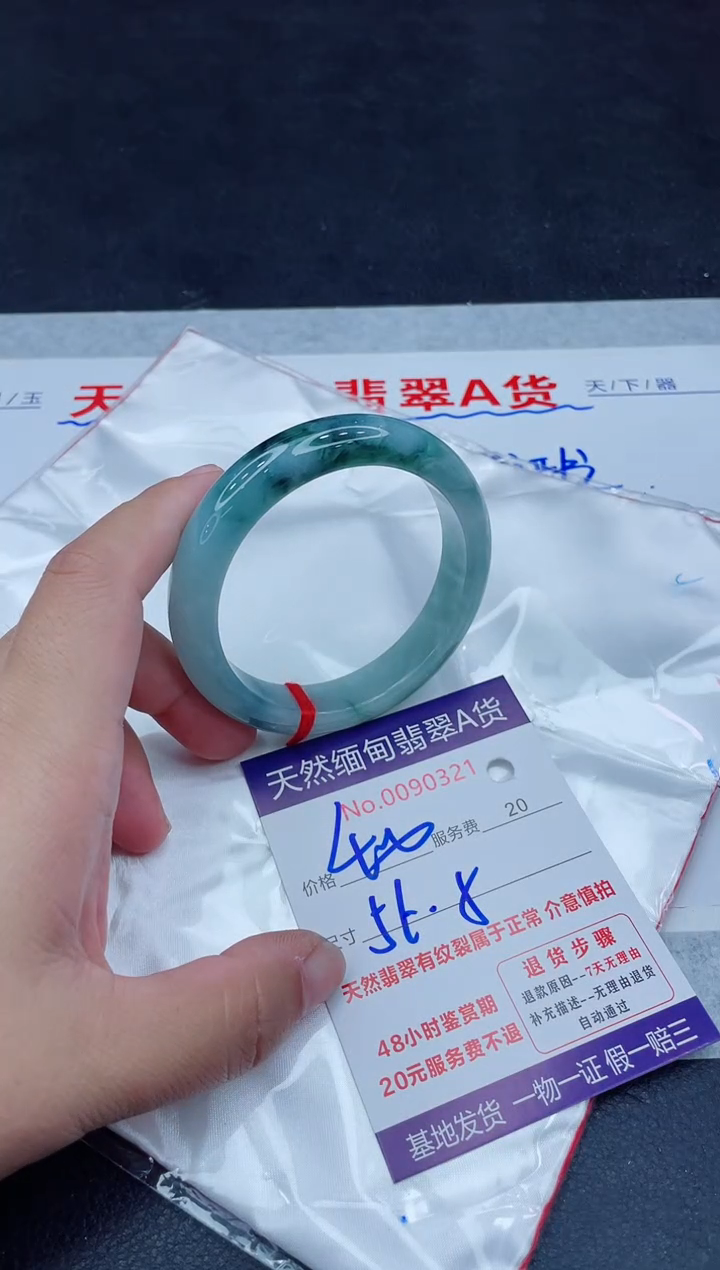 玉
天 翡翠A货
天/下/器
天然缅甸翡翠A货
No.0090321
价格 400 服务费 20
尺寸 56.8
天然翡翠有纹裂属于正常 介意慎拍
48小时鉴赏期
20元服务费不退
退货步骤
退款原因--7天无理由
补充描述--无理由退货
自动通过
基地发货 一物一证 假一赔三